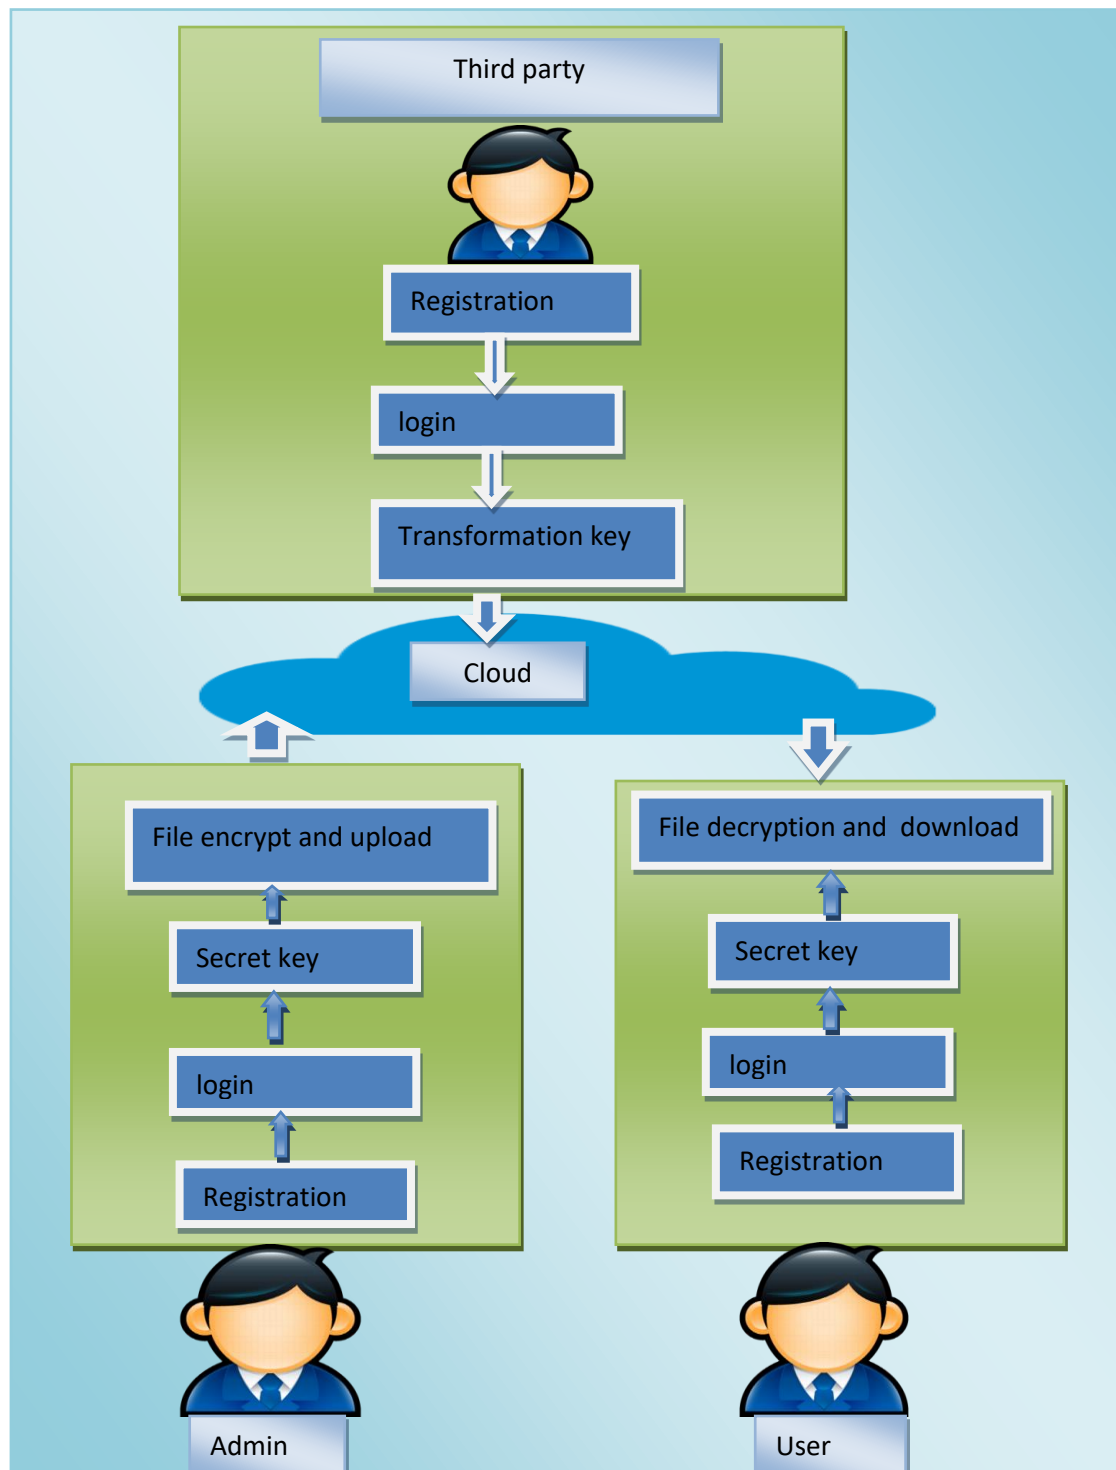 Third party
Registration
login
Transformation key
Cloud
File encrypt and upload
Secret key
login
Registration
Admin
File decryption and  download
Secret key
login
Registration
User